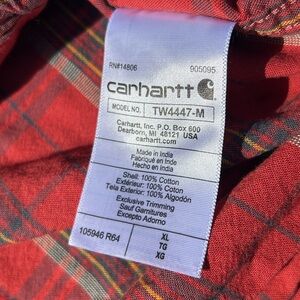 RN#14806 905095
carhartt
MODEL NO. TW4447-M
Carhartt, Inc. P.O. Box 600
Dearborn, MI 48121 USA
carhartt.com
Made in India
Fabriqué en Inde
Hecho en India
Shell: 100% Cotton
Extérieur: 100% Coton
Tela Exterior: 100% Algodón
Exclusive Trimming
Sauf Garnitures
Excepto Adorno
105946 R64
XL
TG
XG